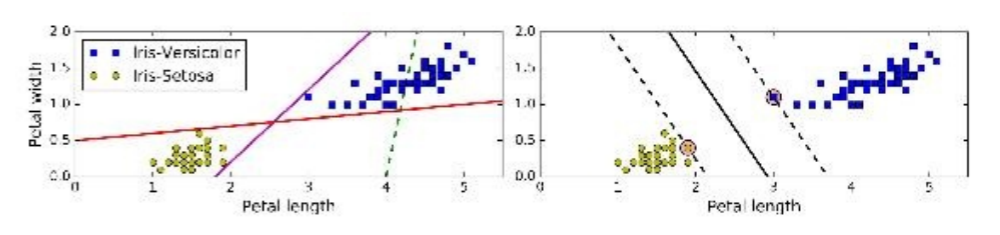 2.0
1.5
1.0
0.5
0.0
Petal width
Iris-Versicolor
Iris-Setosa
0 1 2 3 4 5
Petal length
2.0
1.5
1.0
0.5
0.0
0 1 2 3 4 5
Petal length